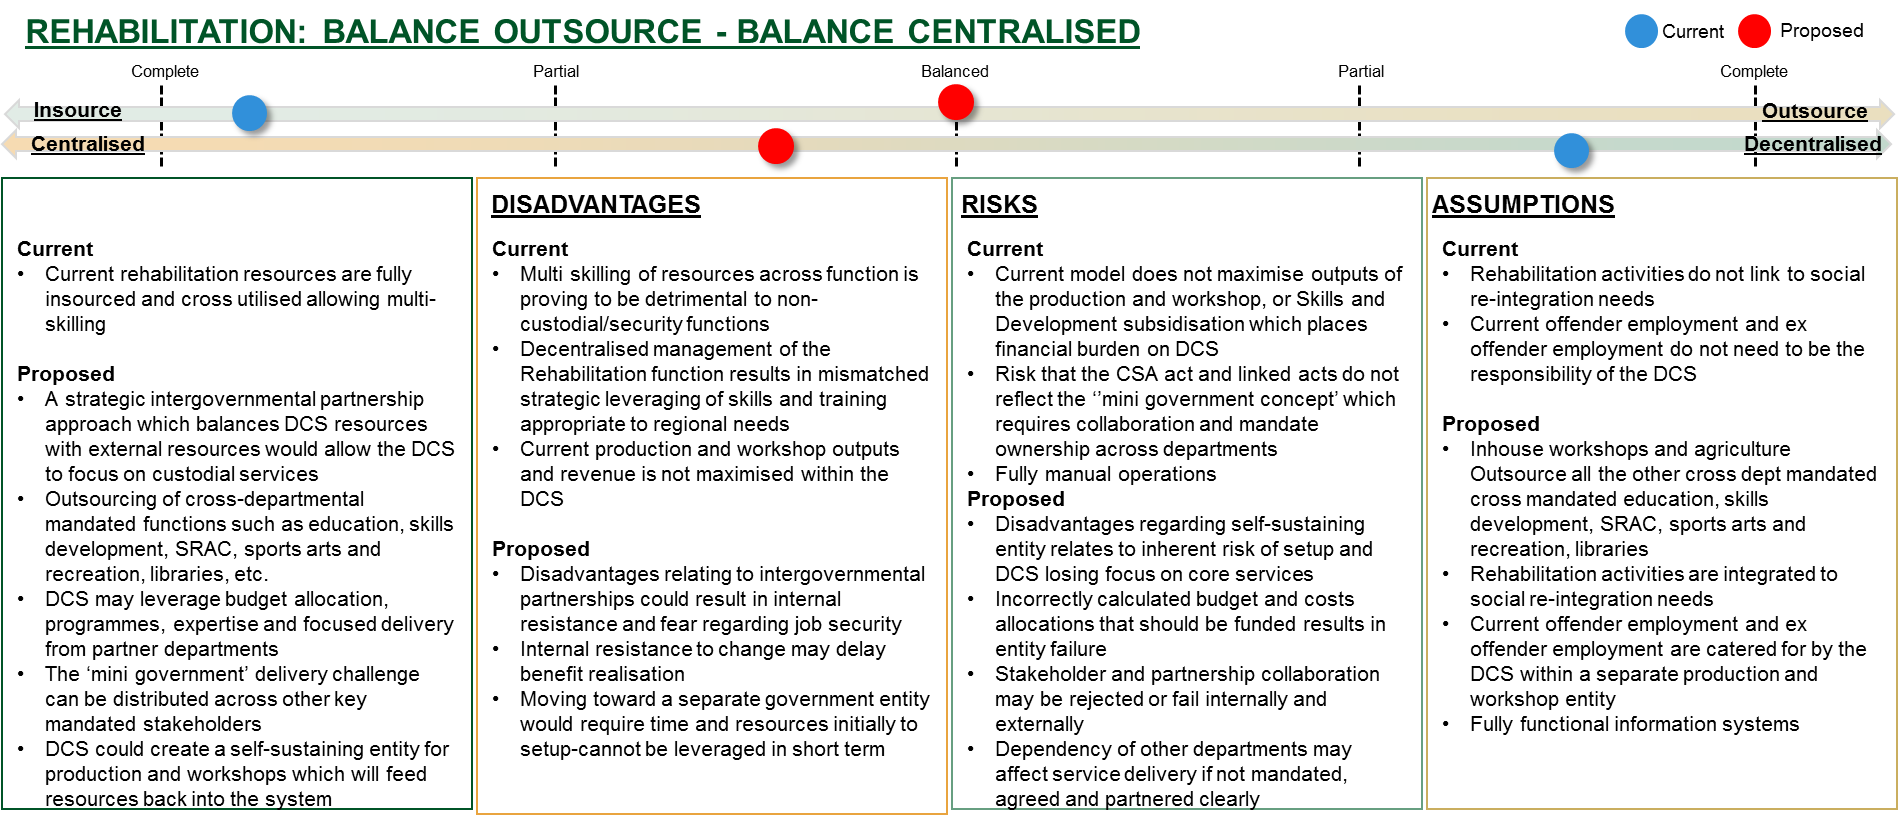 REHABILITATION: BALANCE OUTSOURCE - BALANCE CENTRALISED
Current
Proposed
Complete
Partial
Balanced
Partial
Complete
Insource
Outsource
Centralised
Decentralised
Current
• Current rehabilitation resources are fully
insourced and cross utilised allowing multi-
skilling
Proposed
• A strategic intergovernmental partnership
approach which balances DCS resources
with external resources would allow the DCS
to focus on custodial services
• Outsourcing of cross-departmental
mandated functions such as education, skills
development, SRAC, sports arts and
recreation, libraries, etc.
• DCS may leverage budget allocation,
programmes, expertise and focused delivery
from partner departments
• The ‘mini government’ delivery challenge
can be distributed across other key
mandated stakeholders
• DCS could create a self-sustaining entity for
production and workshops which will feed
resources back into the system
DISADVANTAGES
Current
• Multi skilling of resources across function is
proving to be detrimental to non-
custodial/security functions
• Decentralised management of the
Rehabilitation function results in mismatched
strategic leveraging of skills and training
appropriate to regional needs
• Current production and workshop outputs
and revenue is not maximised within the
DCS
Proposed
• Disadvantages relating to intergovernmental
partnerships could result in internal
resistance and fear regarding job security
• Internal resistance to change may delay
benefit realisation
• Moving toward a separate government entity
would require time and resources initially to
setup-cannot be leveraged in short term
RISKS
Current
• Current model does not maximise outputs of
the production and workshop, or Skills and
Development subsidisation which places
financial burden on DCS
• Risk that the CSA act and linked acts do not
reflect the ‘’mini government concept’ which
requires collaboration and mandate
ownership across departments
• Fully manual operations
Proposed
• Disadvantages regarding self-sustaining
entity relates to inherent risk of setup and
DCS losing focus on core services
• Incorrectly calculated budget and costs
allocations that should be funded results in
entity failure
• Stakeholder and partnership collaboration
may be rejected or fail internally and
externally
• Dependency of other departments may
affect service delivery if not mandated,
agreed and partnered clearly
ASSUMPTIONS
Current
• Rehabilitation activities do not link to social
re-integration needs
• Current offender employment and ex
offender employment do not need to be the
responsibility of the DCS
Proposed
• Inhouse workshops and agriculture
Outsource all the other cross dept mandated
cross mandated education, skills
development, SRAC, sports arts and
recreation, libraries
• Rehabilitation activities are integrated to
social re-integration needs
• Current offender employment and ex
offender employment are catered for by the
DCS within a separate production and
workshop entity
• Fully functional information systems